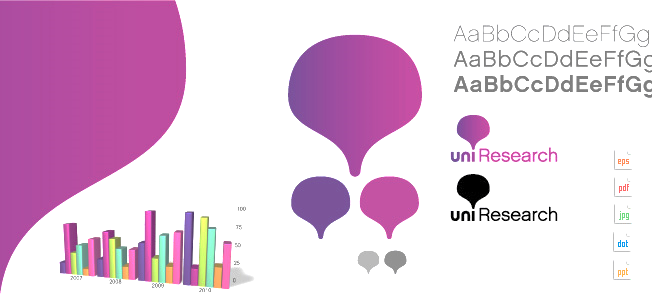 AaBbCcDdEeFfGg
AaBbCcDdEeFfGg
AaBbCcDdEeFfGg
uni Research
uni Research
eps
pdf
jpg
dot
ppt
100
75
50
25
0
2007
2008
2009
2010